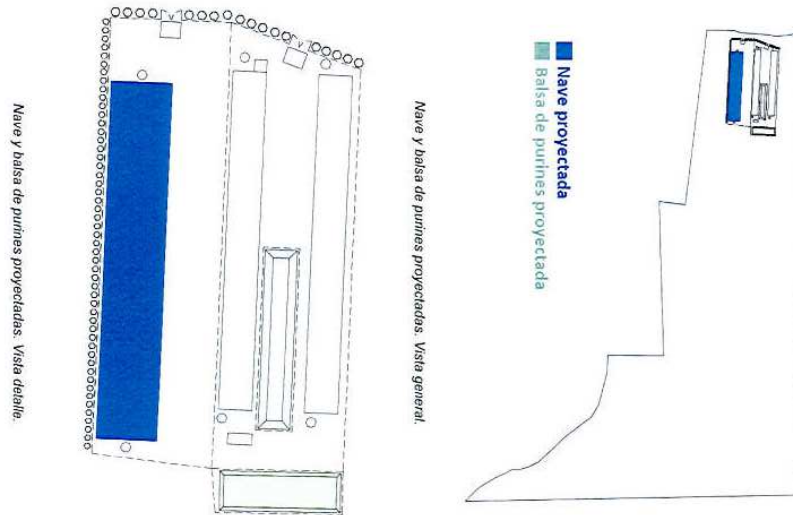 Nave proyectada
Balsa de purines proyectada
Nave y balsa de purines proyectadas. Vista general.
Nave y balsa de purines proyectadas. Vista detalle.